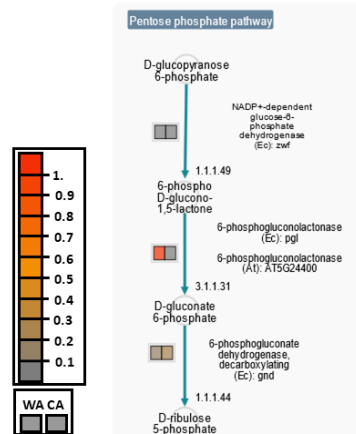 Pentose phosphate pathway
D-glucopyranose
6-phosphate
NADP+-dependent
glucose-6-
phosphate
dehydrogenase
(Ec): zwf
1.1.1.49
6-phospho
D-glucono-
1,5-lactone
6-phosphogluconolactonase
(Ec): pgl
6-phosphogluconolactonase
(At): AT5G24400
3.1.1.31
D-gluconate
6-phosphate
6-phosphogluconate
dehydrogenase,
decarboxylating
(Ec): gnd
1.1.1.44
D-ribulose
5-phosphate
1.
0.9
0.8
0.7
0.6
0.5
0.4
0.3
0.2
0.1
WA CA